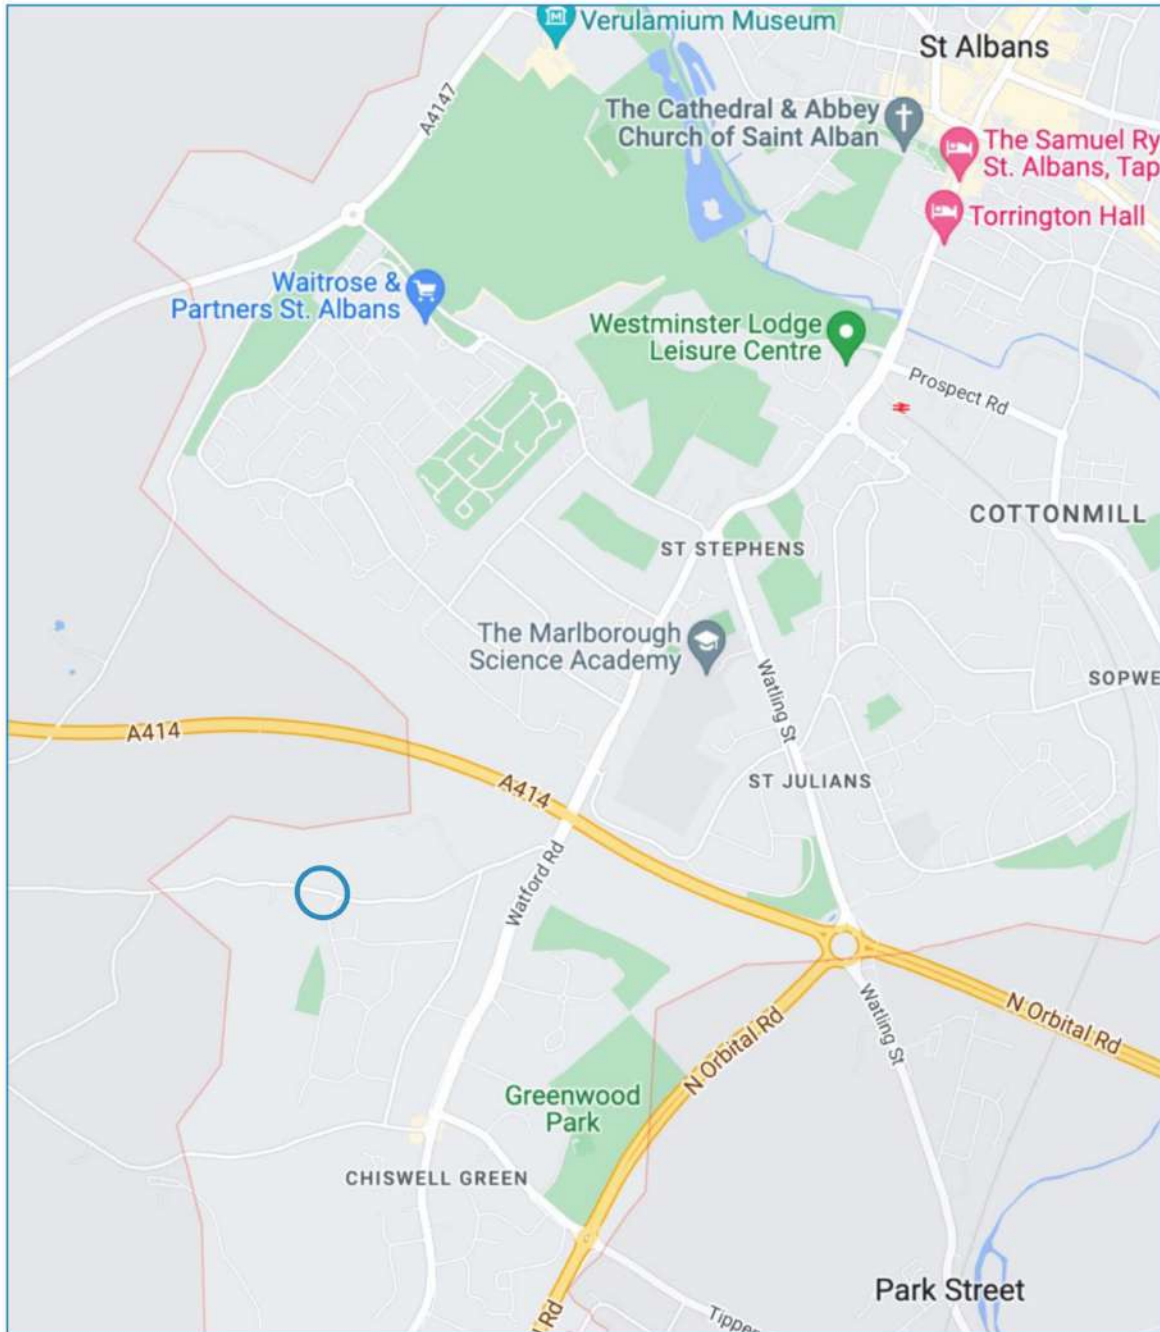 Verulamium Museum
St Albans
A4147
The Cathedral & Abbey
Church of Saint Alban
The Samuel Ry
St. Albans, Tap
Torrington Hall
Waitrose &
Partners St. Albans
Westminster Lodge
Leisure Centre
Prospect Rd
COTTONMILL
ST STEPHENS
The Marlborough
Science Academy
Watling St
SOPWE
A414
A414
ST JULIANS
Watford Rd
N Orbital Rd
N Orbital Rd
Watling St
Greenwood
Park
CHISWELL GREEN
Park Street
Tipper
Rd